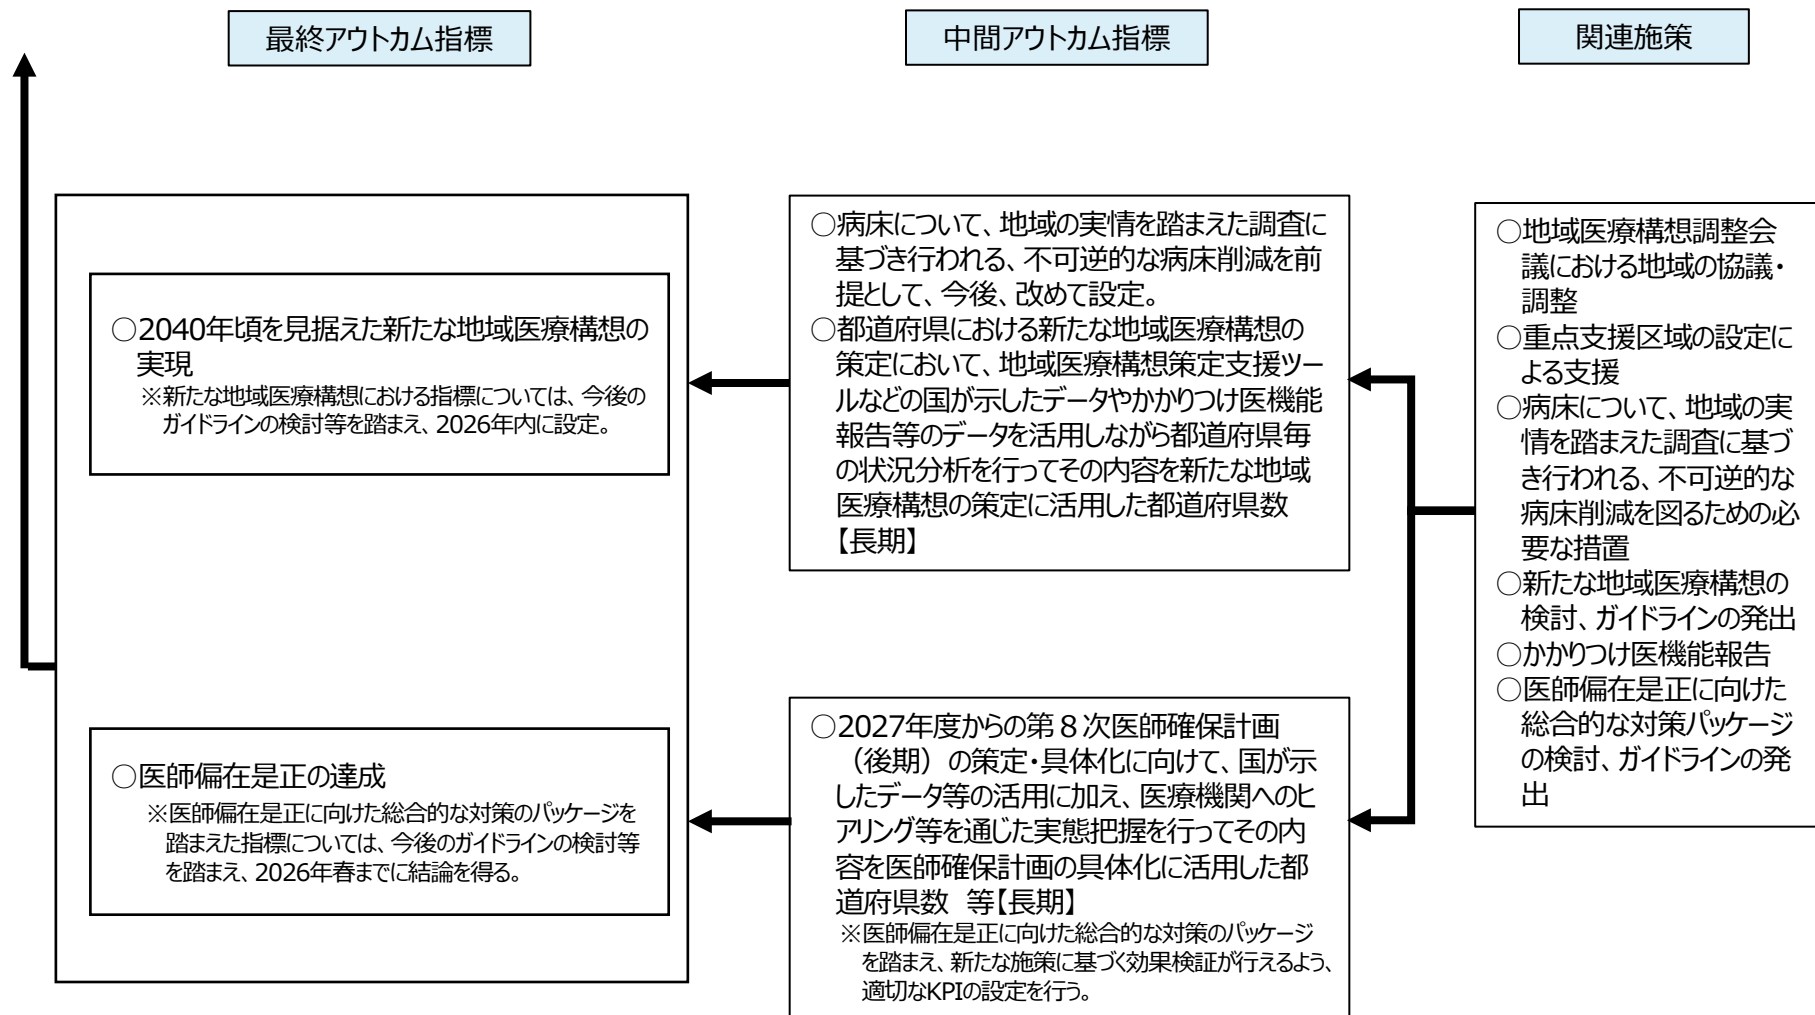 最終アウトカム指標
中間アウトカム指標
関連施策
○2040年頃を見据えた新たな地域医療構想の
実現
※新たな地域医療構想における指標については、今後の
ガイドラインの検討等を踏まえ、2026年内に設定。
○医師偏在是正の達成
※医師偏在是正に向けた総合的な対策のパッケージを
踏まえた指標については、今後のガイドラインの検討等
を踏まえ、2026年春までに結論を得る。
○病床について、地域の実情を踏まえた調査に
基づき行われる、不可逆的な病床削減を前
提として、今後、改めて設定。
○都道府県における新たな地域医療構想の
策定において、地域医療構想策定支援ツー
ルなどの国が示したデータやかかりつけ医機能
報告等のデータを活用しながら都道府県毎
の状況分析を行ってその内容を新たな地域
医療構想の策定に活用した都道府県数
【長期】
○2027年度からの第８次医師確保計画
（後期）の策定・具体化に向けて、国が示
したデータ等の活用に加え、医療機関へのヒ
アリング等を通じた実態把握を行ってその内
容を医師確保計画の具体化に活用した都
道府県数　等【長期】
※医師偏在是正に向けた総合的な対策のパッケージ
を踏まえ、新たな施策に基づく効果検証が行えるよう、
適切なKPIの設定を行う。
○地域医療構想調整会
議における地域の協議・
調整
○重点支援区域の設定に
よる支援
○病床について、地域の実
情を踏まえた調査に基づ
き行われる、不可逆的な
病床削減を図るための必
要な措置
○新たな地域医療構想の
検討、ガイドラインの発出
○かかりつけ医機能報告
○医師偏在是正に向けた
総合的な対策パッケージ
の検討、ガイドラインの発
出